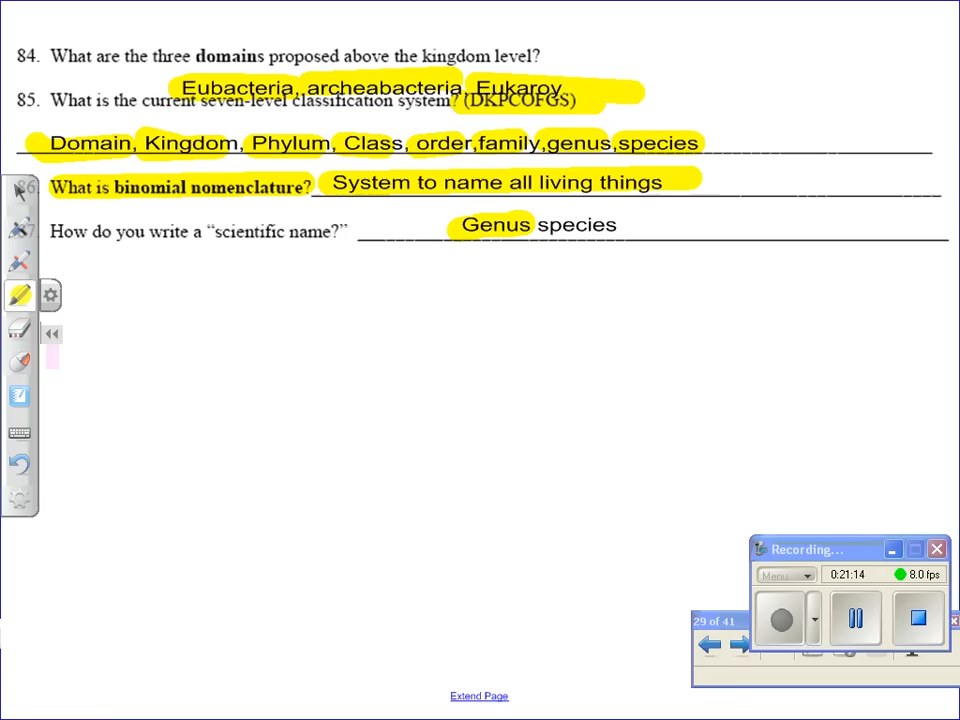 84. What are the three domains proposed above the kingdom level?
Eubacteria, archeabacteria, Eukaroy
85. What is the current seven-level classification system? (DKPCOFGS)
Domain, Kingdom, Phylum, Class, order,family,genus,species
86. What is binomial nomenclature? System to name all living things
How do you write a “scientific name?” Genus species
Recording...
Menu 0:21:14 8.0 fps
29 of 41
Extend Page